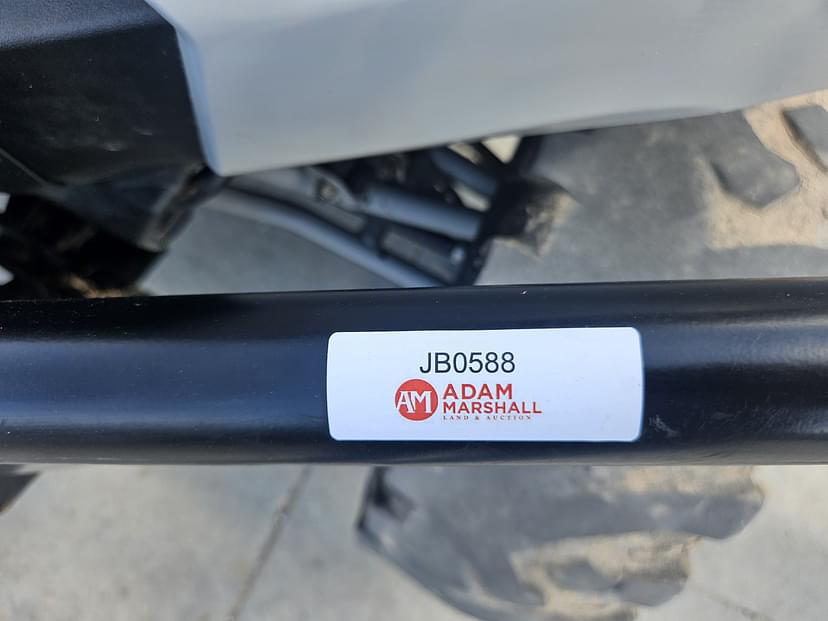 JB0588
AM
ADAM
MARSHALL
LAND & AUCTION